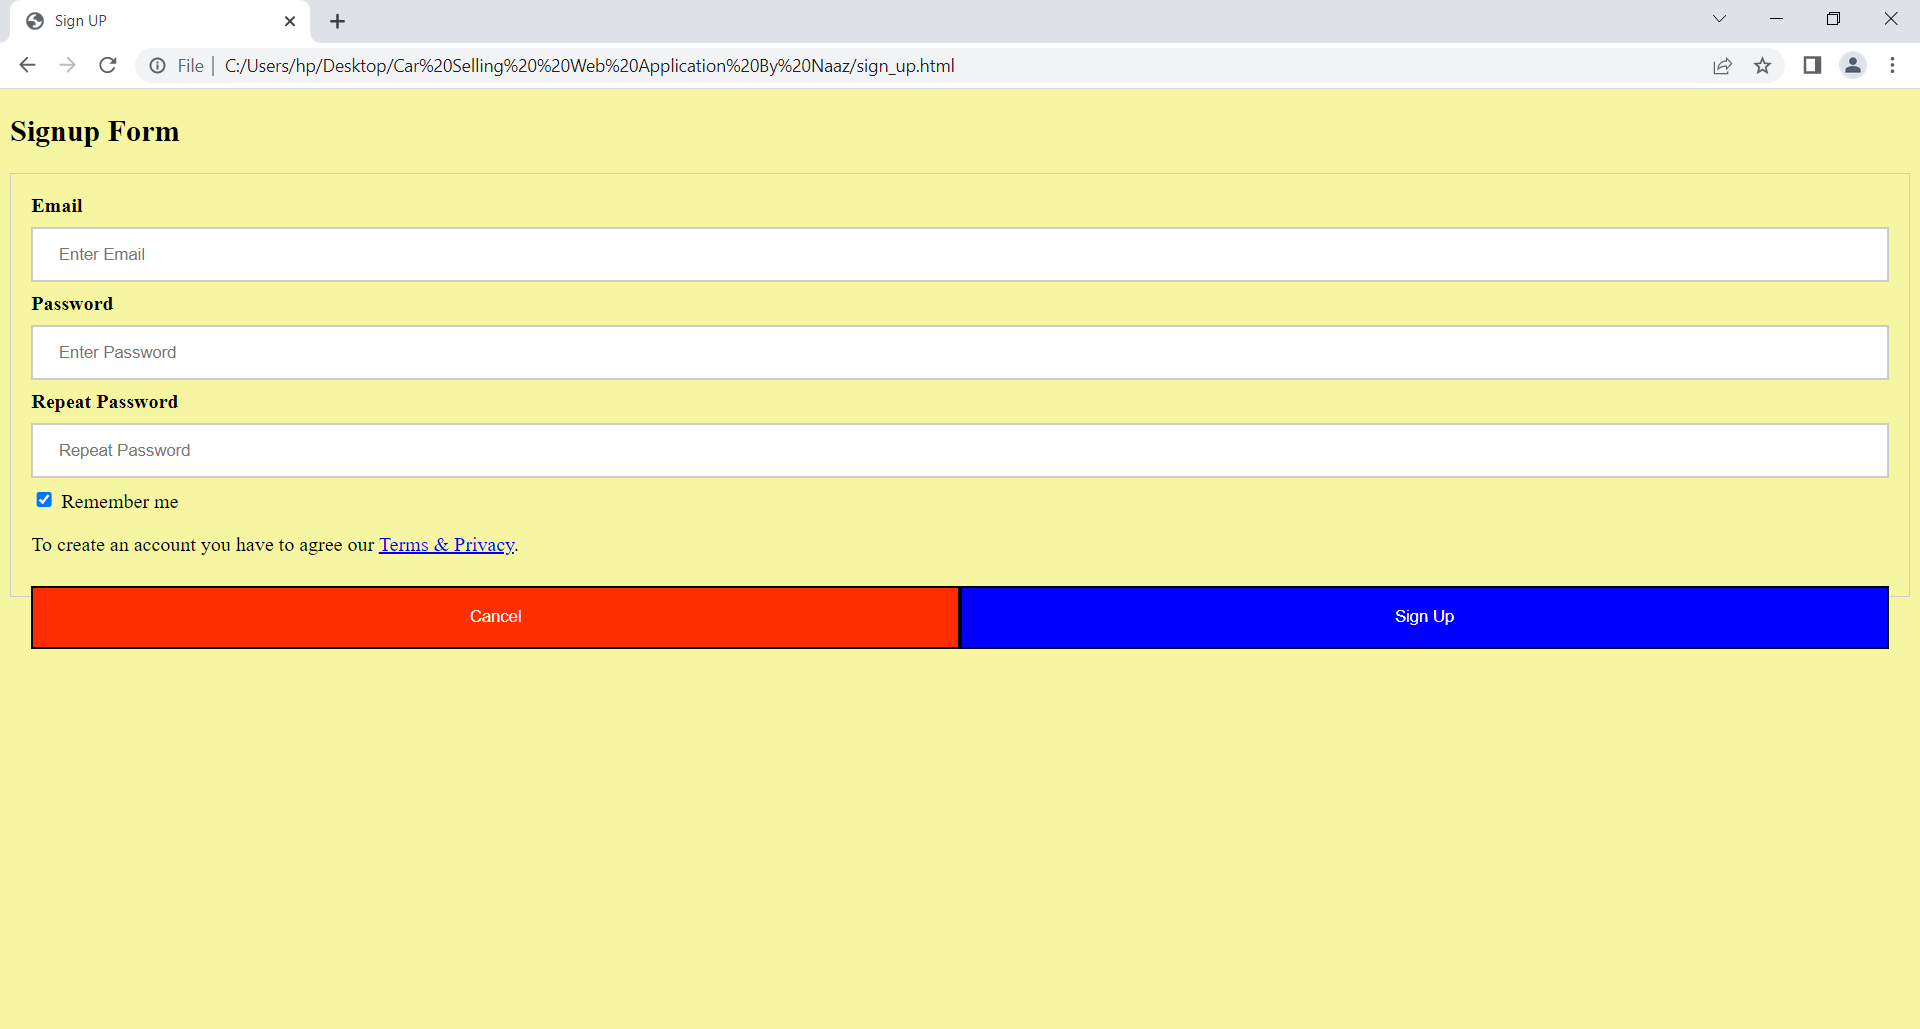 Sign UP
File | C:/Users/hp/Desktop/Car%20Selling%20%20Web%20Application%20By%20Naaz/sign_up.html
Signup Form
Email
Enter Email
Password
Enter Password
Repeat Password
Repeat Password
Remember me
To create an account you have to agree our Terms & Privacy.
Cancel
Sign Up